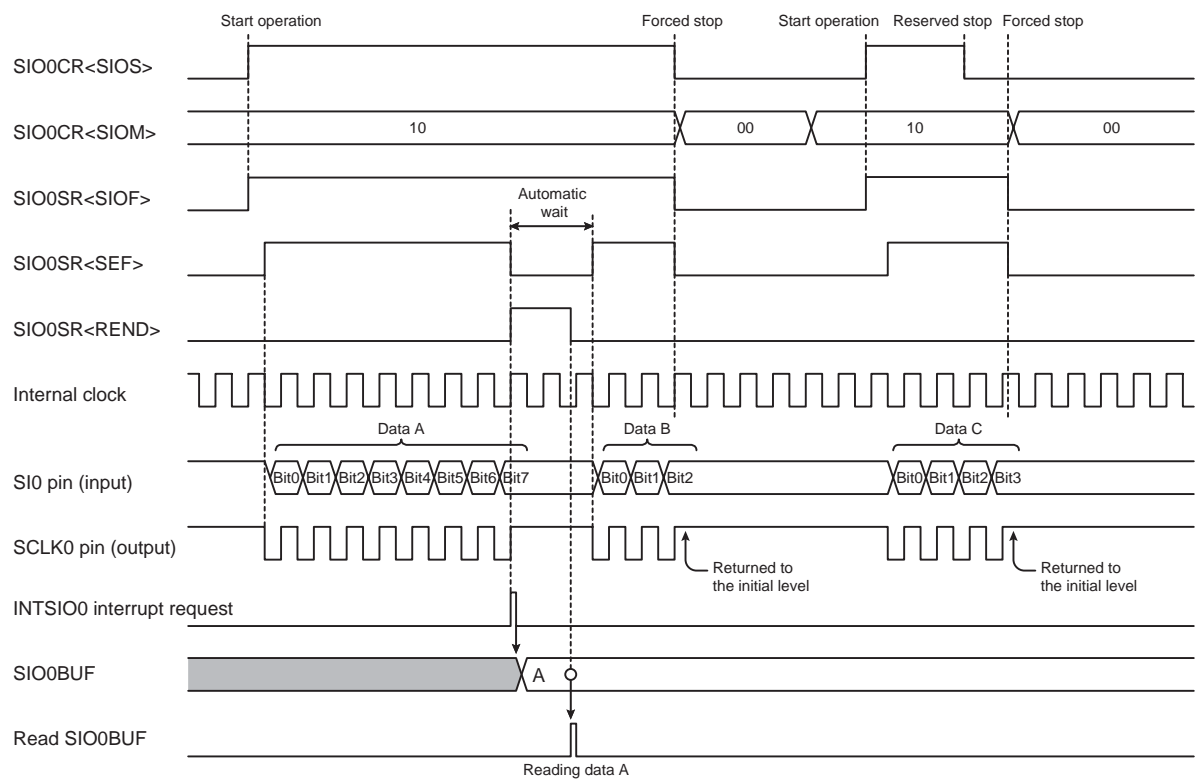 Start operation
Forced stop
Start operation
Reserved stop
Forced stop
SIO0CR<SIOS>
SIO0CR<SIOM>
10
00
10
00
SIO0SR<SIOF>
Automatic
wait
SIO0SR<SEF>
SIO0SR<REND>
Internal clock
Data A
Data B
Data C
SI0 pin (input)
Bit0 Bit1 Bit2 Bit3 Bit4 Bit5 Bit6 Bit7
Bit0 Bit1 Bit2
Bit0 Bit1 Bit2 Bit3
SCLK0 pin (output)
Returned to
the initial level
Returned to
the initial level
INTSIO0 interrupt request
SIO0BUF
A
Read SIO0BUF
Reading data A